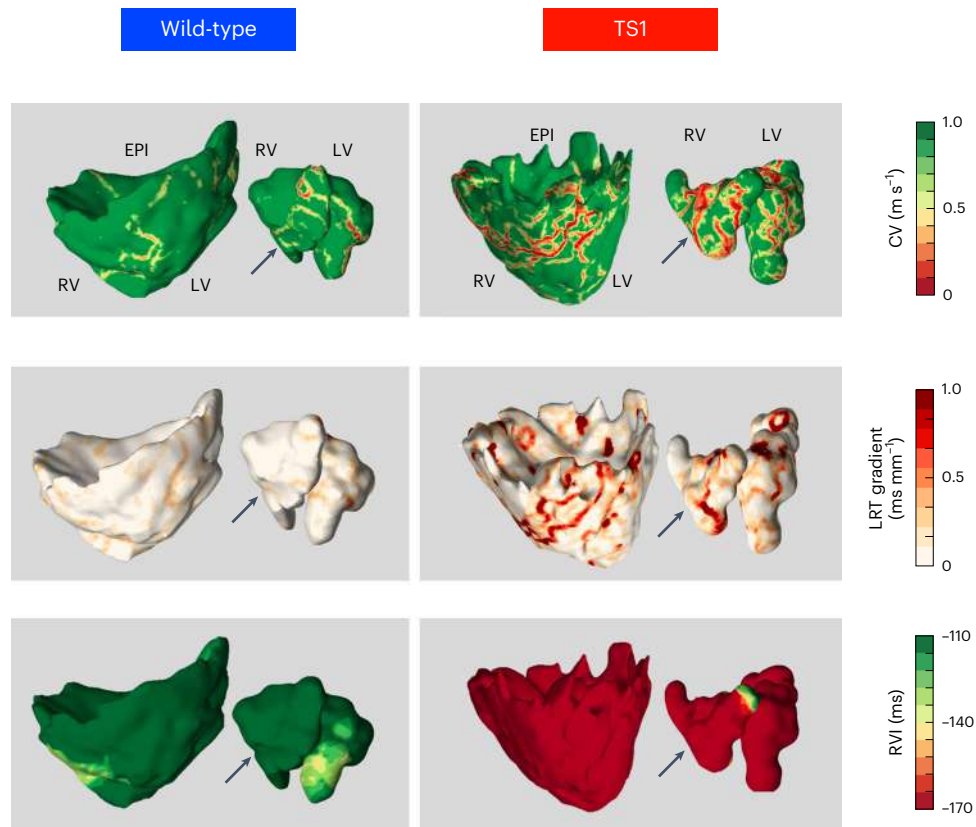 Wild-type
TS1
EPI
RV
LV
RV
LV
EPI
RV
LV
RV
LV
1.0
0.5
0
CV (m s⁻¹)
1.0
0.5
0
LRT gradient
(ms mm⁻¹)
–110
–140
–170
RVI (ms)